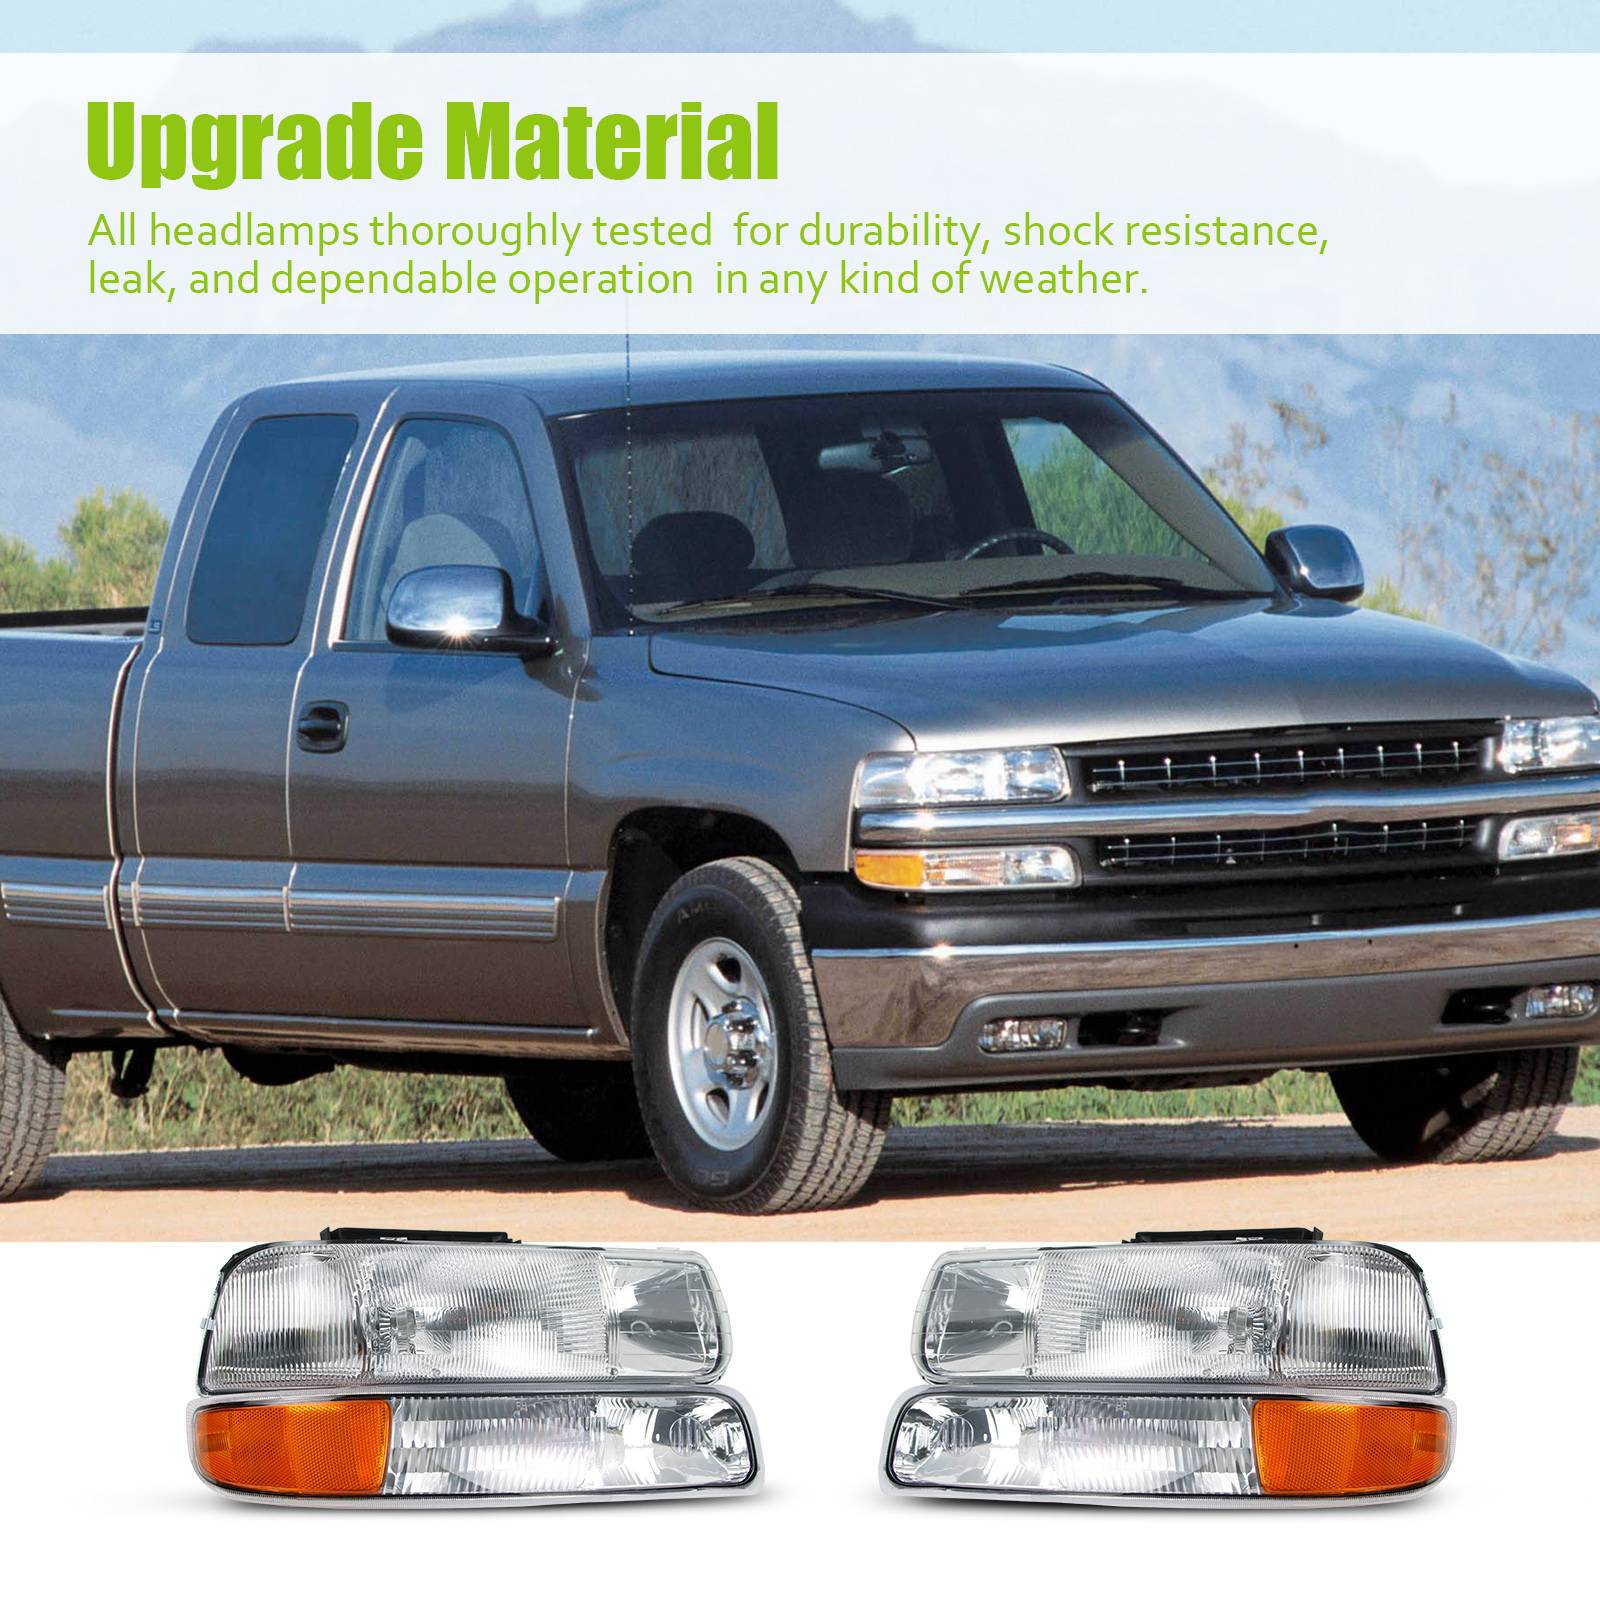 Upgrade Material
All headlamps thoroughly tested for durability, shock resistance,
leak, and dependable operation in any kind of weather.